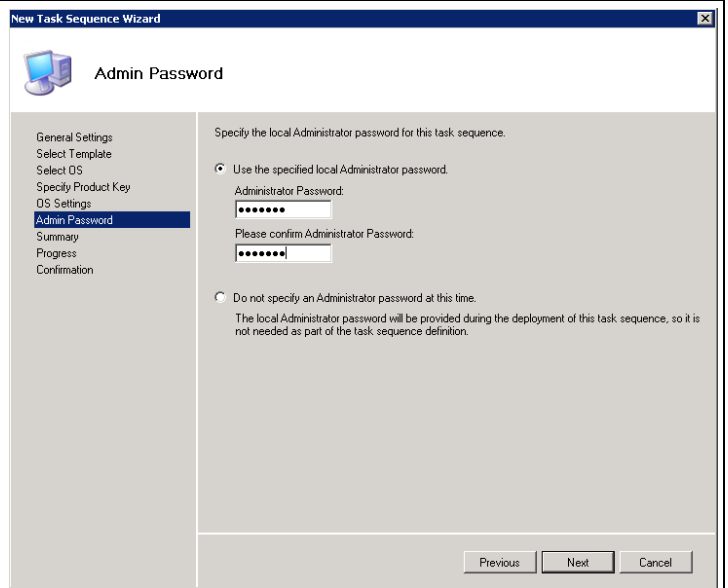 New Task Sequence Wizard
Admin Password
General Settings
Select Template
Select OS
Specify Product Key
OS Settings
Admin Password
Summary
Progress
Confirmation
Specify the local Administrator password for this task sequence.
Use the specified local Administrator password.
Administrator Password:
●●●●●●●
Please confirm Administrator Password:
●●●●●●●
Do not specify an Administrator password at this time.
The local Administrator password will be provided during the deployment of this task sequence, so it is
not needed as part of the task sequence definition.
Previous
Next
Cancel